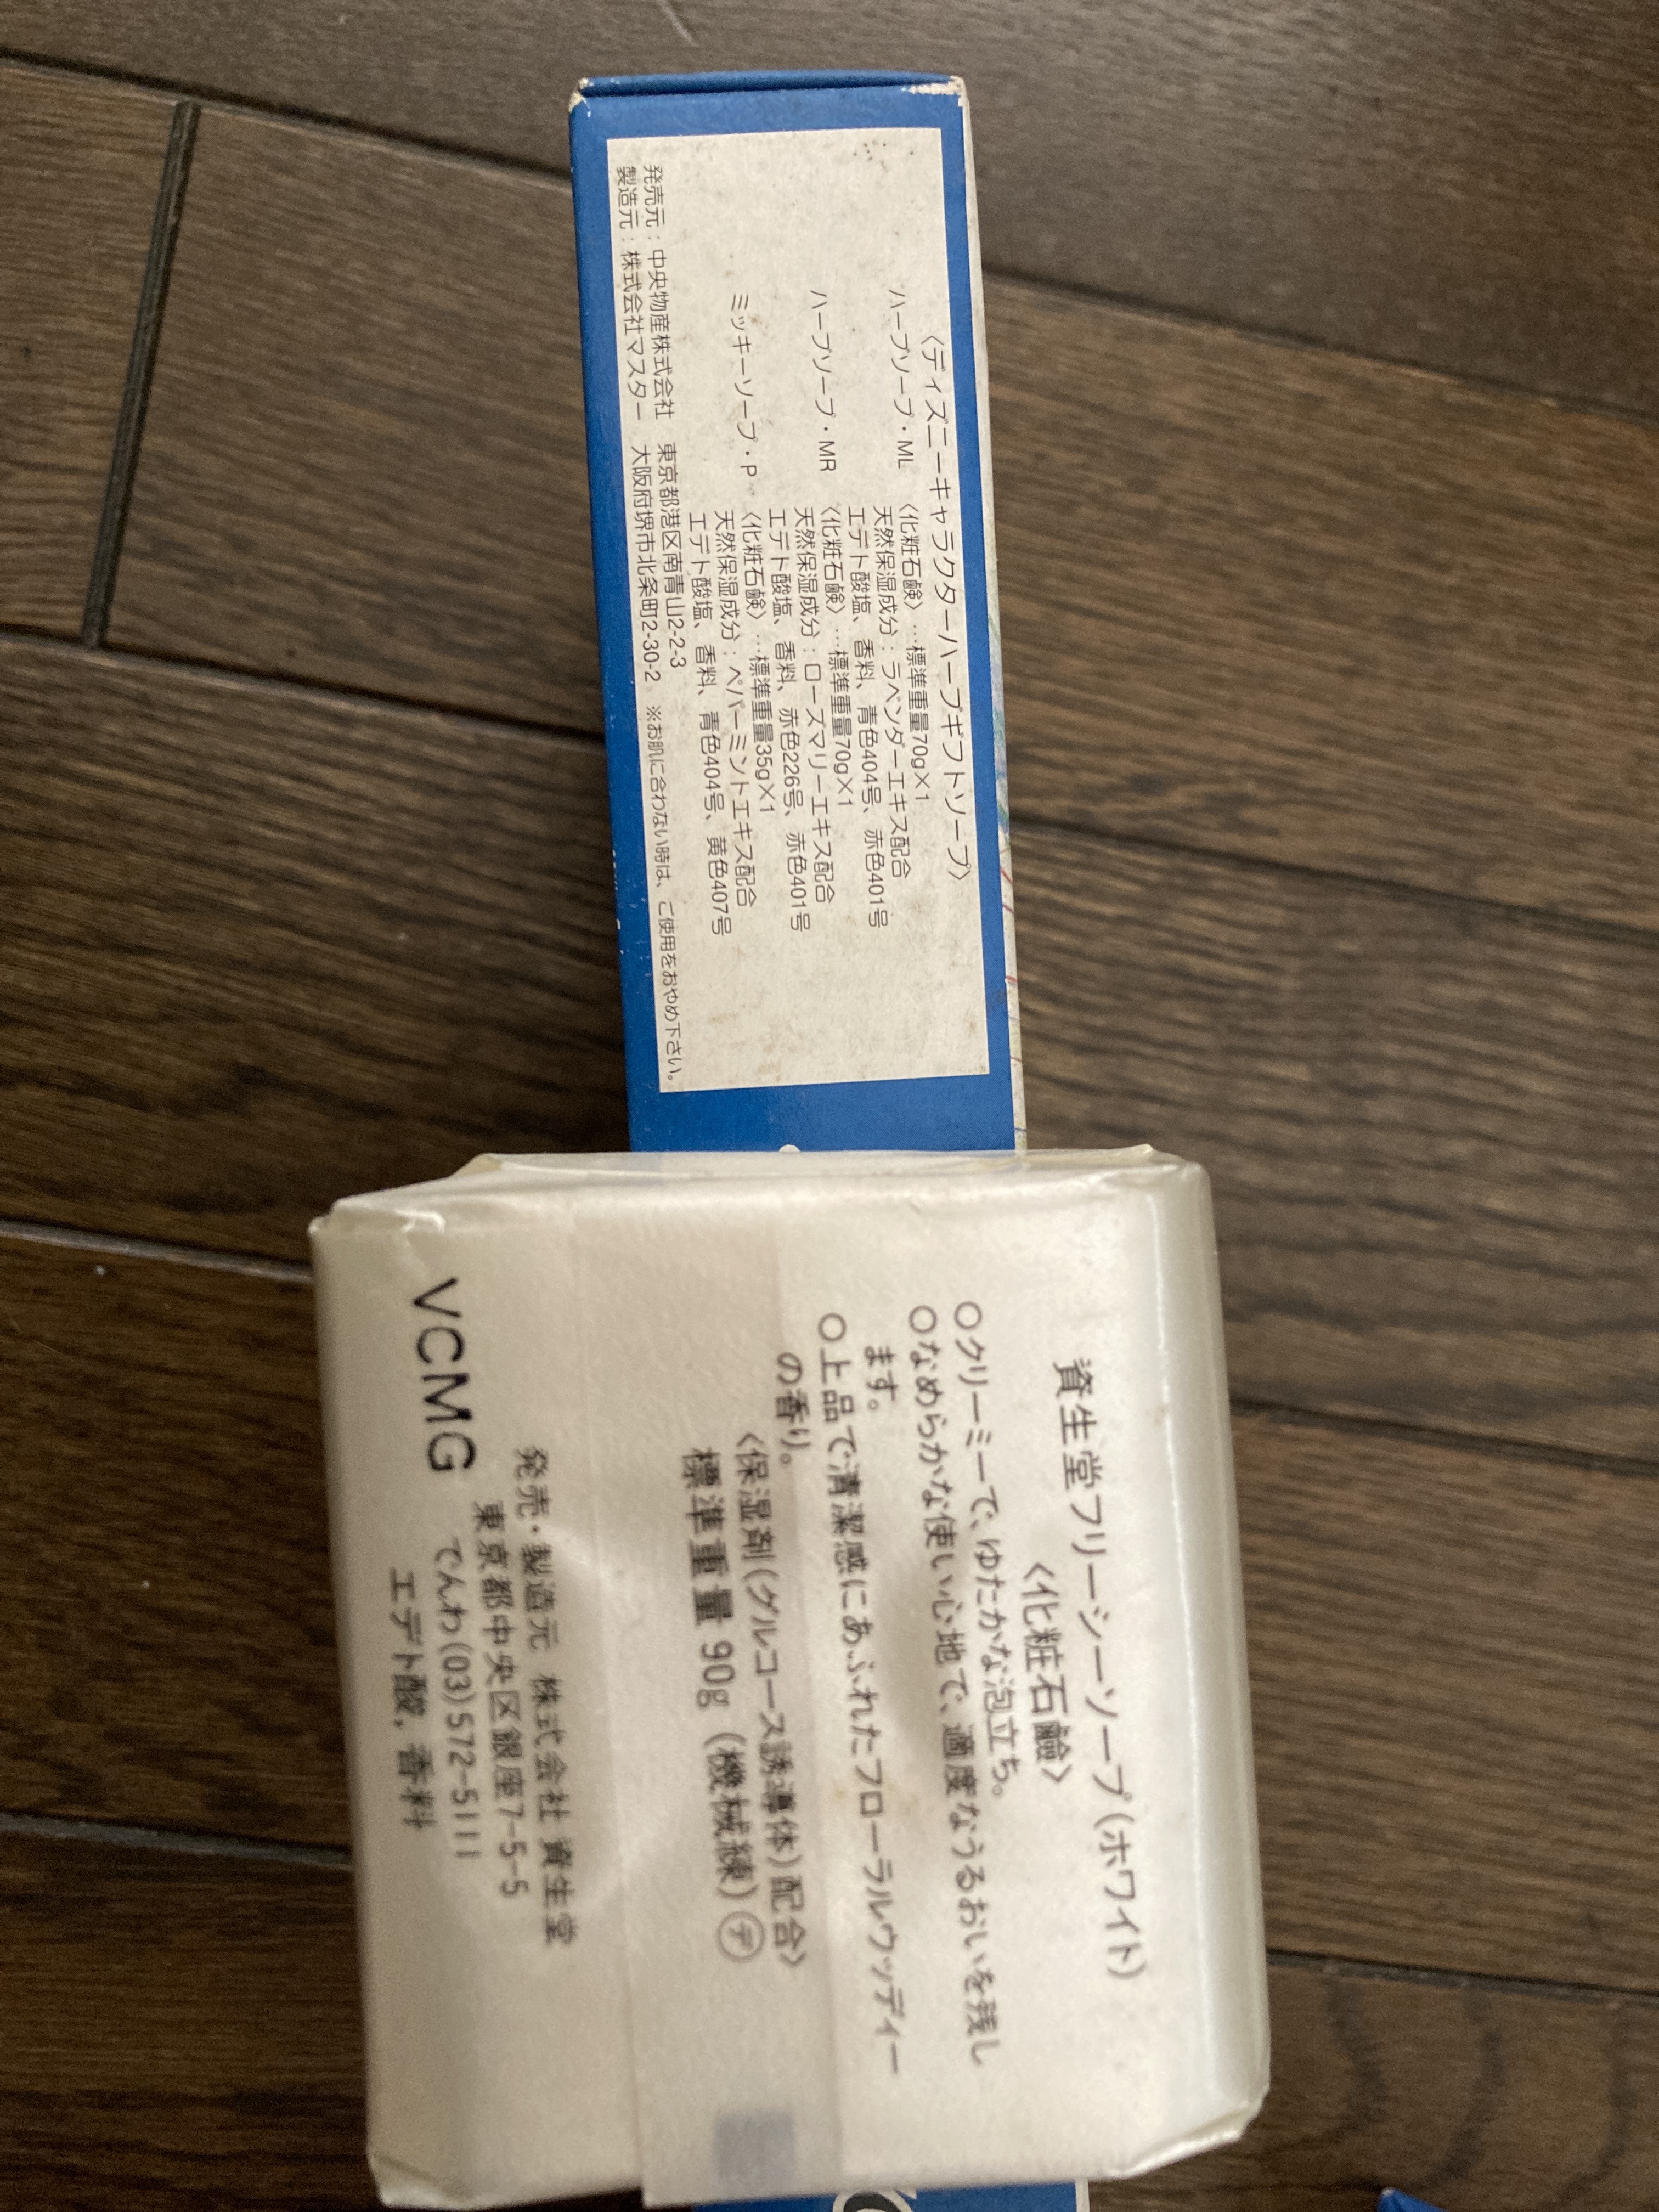 〈ディズニーキャラクターハーブギフトソープ〉
ハーブソープ・ML 〈化粧石鹸〉…標準重量70g×1
天然保湿成分：ラベンダーエキス配合
エデト酸塩、香料、青色404号、赤色401号
ハーブソープ・MR 〈化粧石鹸〉…標準重量70g×1
天然保湿成分：ローズマリーエキス配合
エデト酸塩、香料、赤色226号、赤色401号
ミッキーソープ・P 〈化粧石鹸〉…標準重量35g×1
天然保湿成分：ペパーミントエキス配合
エデト酸塩、香料、青色404号、黄色407号
発売元：中央物産株式会社 東京都港区南青山2-2-3
製造元：株式会社マスター 大阪府堺市北条町2-30-2 ※お肌に合わない時は、ご使用をおやめ下さい。
資生堂フリーシーソープ(ホワイト)
〈化粧石鹼〉
○クリーミーで、ゆたかな泡立ち。
○なめらかな使い心地で、適度なうるおいを残し
ます。
○上品で清潔感にあふれたフローラルウッディー
の香り。
〈保湿剤(グルコース誘導体)配合〉
標準重量 90g (機械練) ㋢
発売・製造元 株式会社 資生堂
東京都中央区銀座7-5-5
でんわ(03)572-5111
エデト酸, 香料
VCMG